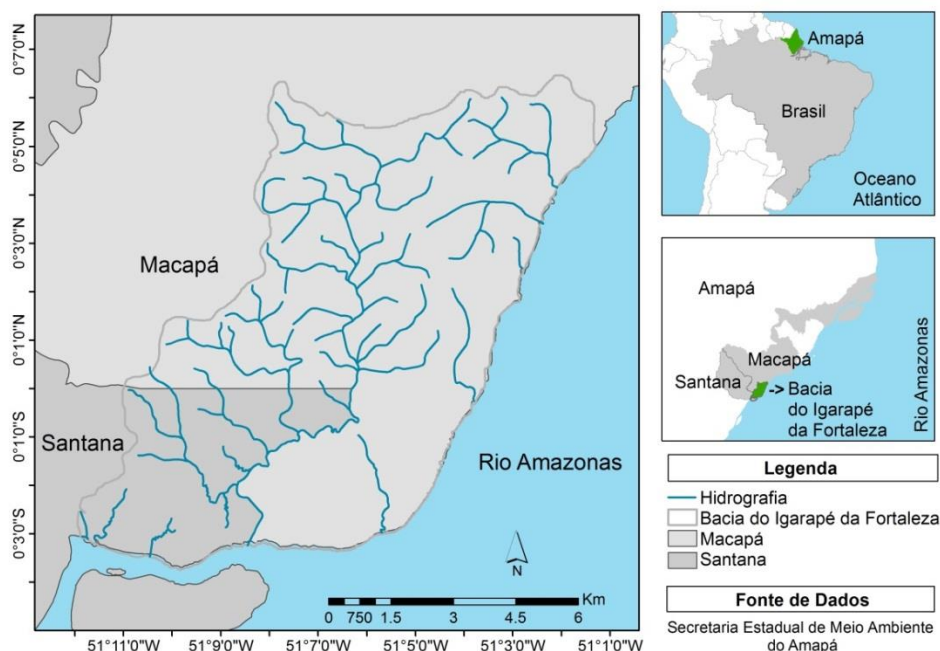 0°7'0"N
0°5'0"N
0°3'0"N
0°1'0"N
0°1'0"S
0°3'0"S
Macapá
Santana
Rio Amazonas
N
Km
0 750 1.5 3 4.5 6
51°11'0"W 51°9'0"W 51°7'0"W 51°5'0"W 51°3'0"W 51°1'0"W
Amapá
Brasil
Oceano
Atlântico
Amapá
Macapá
Santana
-> Bacia
do Igarapé
da Fortaleza
Rio Amazonas
Legenda
Hidrografia
Bacia do Igarapé da Fortaleza
Macapá
Santana
Fonte de Dados
Secretaria Estadual de Meio Ambiente
do Amapá